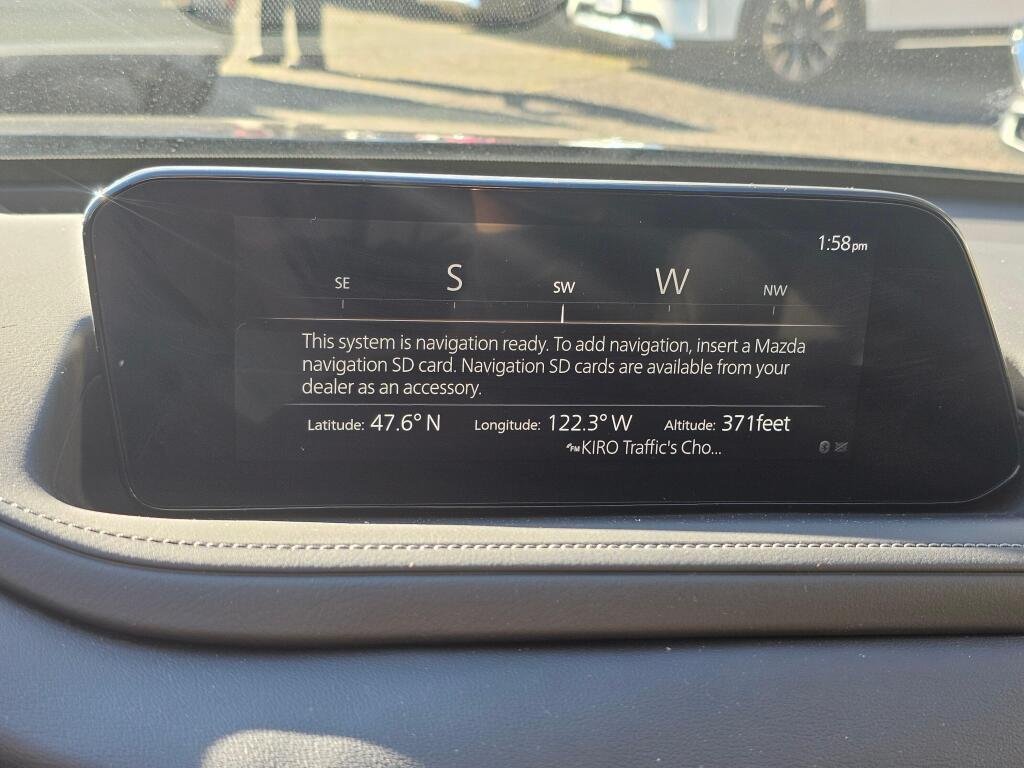 1:58pm
SE S SW W NW
This system is navigation ready. To add navigation, insert a Mazda
navigation SD card. Navigation SD cards are available from your
dealer as an accessory.
Latitude: 47.6° N Longitude: 122.3° W Altitude: 371feet
FM KIRO Traffic's Cho...